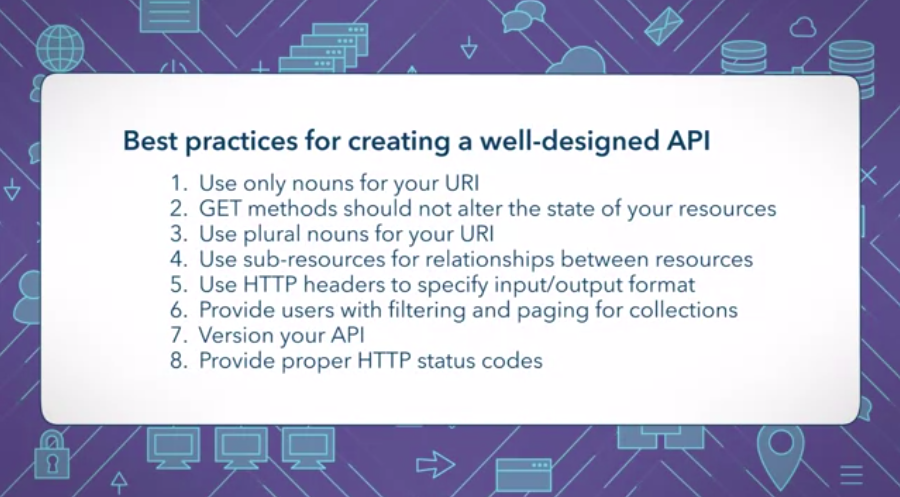 Best practices for creating a well-designed API
1. Use only nouns for your URI
2. GET methods should not alter the state of your resources
3. Use plural nouns for your URI
4. Use sub-resources for relationships between resources
5. Use HTTP headers to specify input/output format
6. Provide users with filtering and paging for collections
7. Version your API
8. Provide proper HTTP status codes